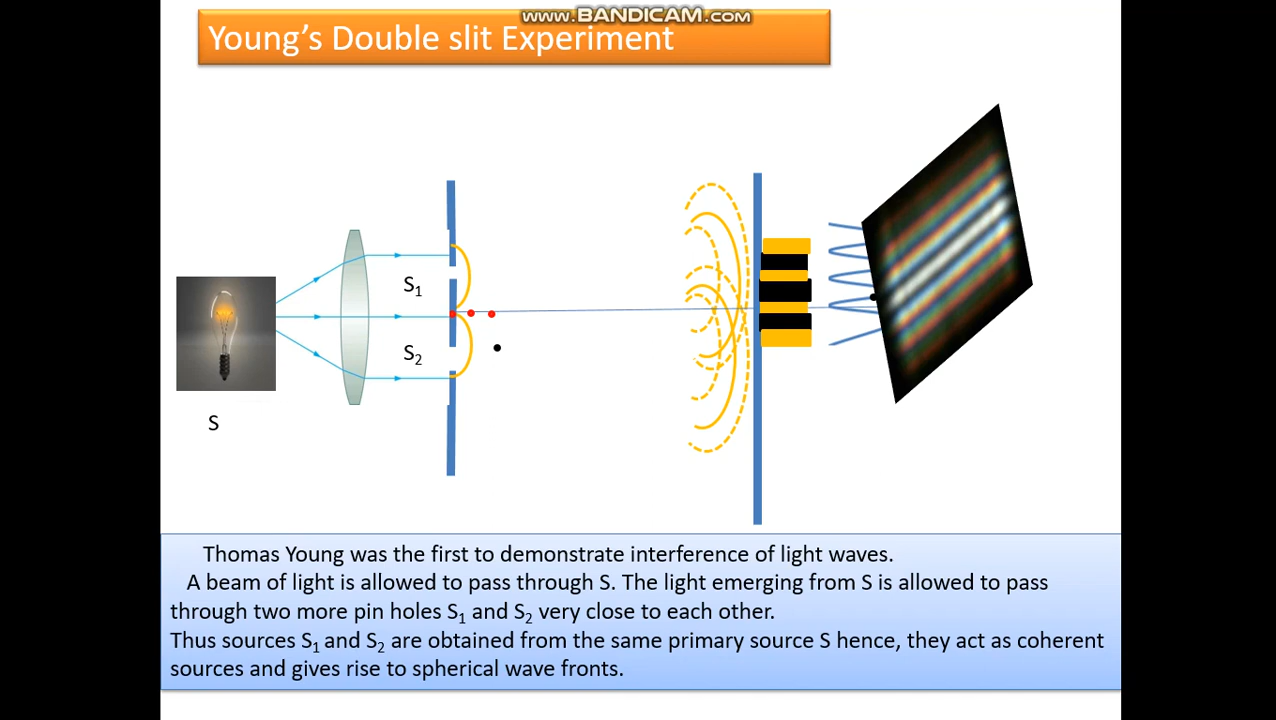 www.BANDICAM.com
Young’s Double slit Experiment
S₁
S₂
S
Thomas Young was the first to demonstrate interference of light waves.
A beam of light is allowed to pass through S. The light emerging from S is allowed to pass
through two more pin holes S₁ and S₂ very close to each other.
Thus sources S₁ and S₂ are obtained from the same primary source S hence, they act as coherent
sources and gives rise to spherical wave fronts.